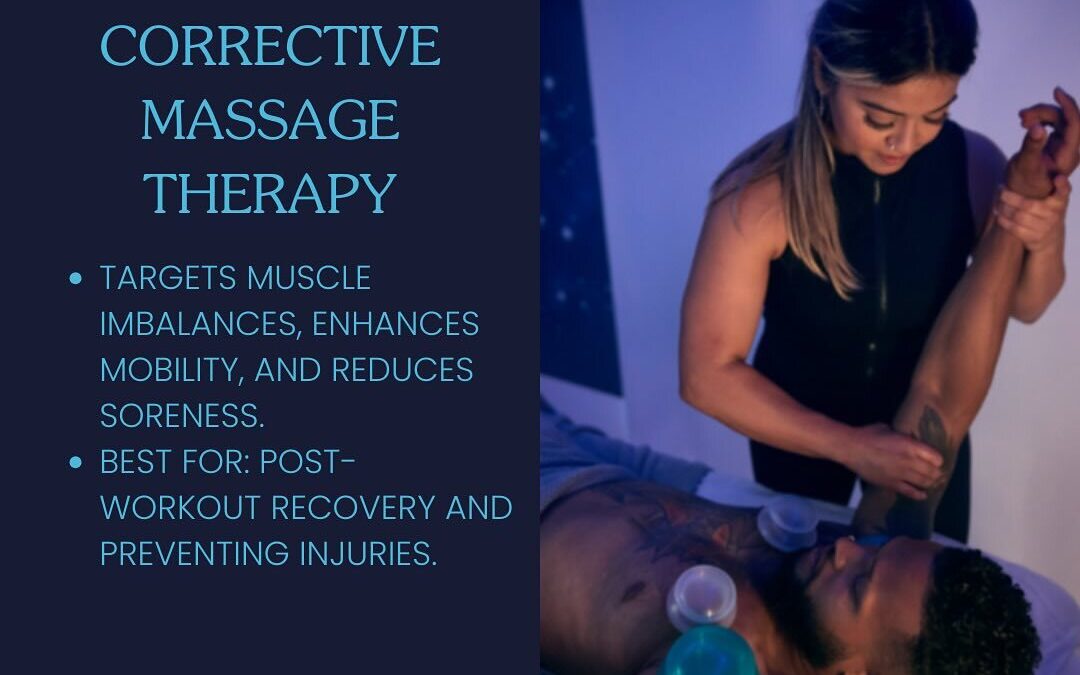 CORRECTIVE
MASSAGE
THERAPY
• TARGETS MUSCLE
IMBALANCES, ENHANCES
MOBILITY, AND REDUCES
SORENESS.
• BEST FOR: POST-
WORKOUT RECOVERY AND
PREVENTING INJURIES.